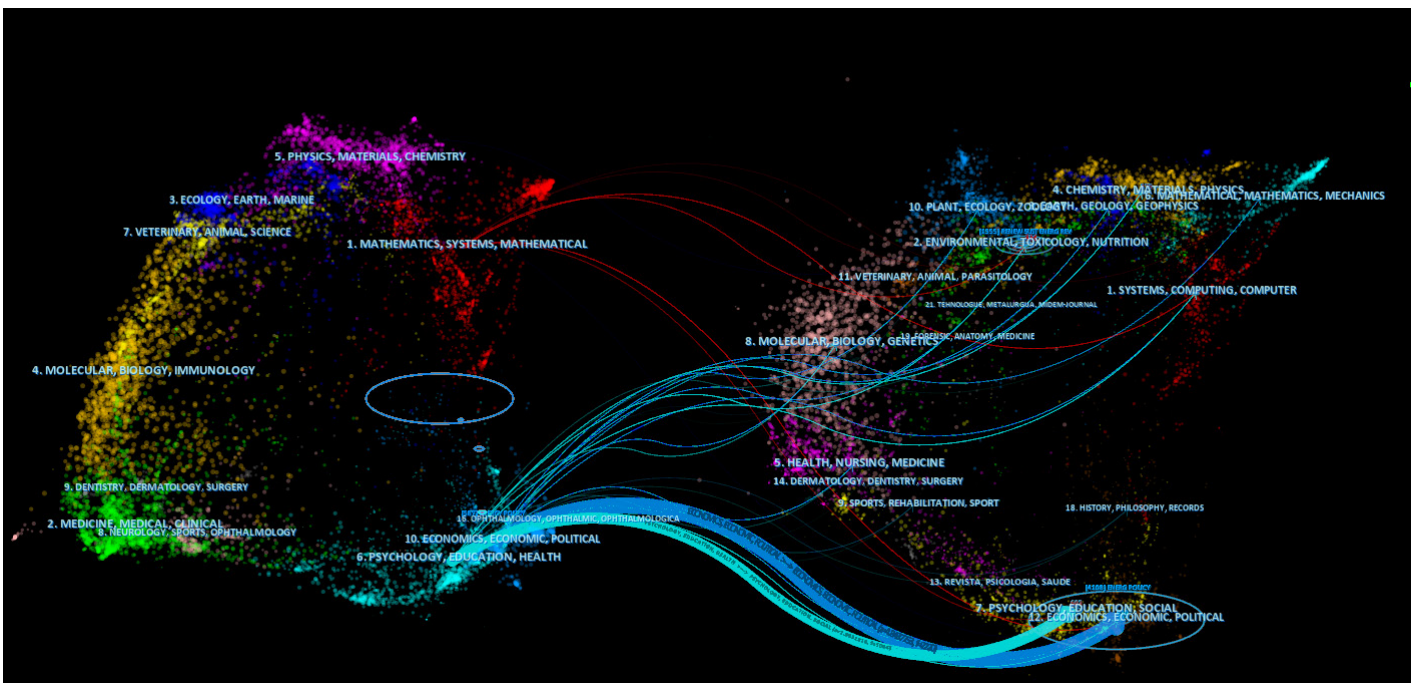 5. PHYSICS, MATERIALS, CHEMISTRY
3. ECOLOGY, EARTH, MARINE
7. VETERINARY, ANIMAL, SCIENCE
1. MATHEMATICS, SYSTEMS, MATHEMATICAL
4. MOLECULAR, BIOLOGY, IMMUNOLOGY
9. DENTISTRY, DERMATOLOGY, SURGERY
2. MEDICINE, MEDICAL, CLINICAL
8. NEUROLOGY, SPORTS, OPHTHALMOLOGY
15. OPHTHALMOLOGY, OPHTHALMIC, OPHTHALMOLOGICA
10. ECONOMICS, ECONOMIC, POLITICAL
6. PSYCHOLOGY, EDUCATION, HEALTH
4. CHEMISTRY, MATERIALS, PHYSICS
6. MATHEMATICAL, MATHEMATICS, MECHANICS
10. PLANT, ECOLOGY, ZOOLOGY
EARTH, GEOLOGY, GEOPHYSICS
2. ENVIRONMENTAL, TOXICOLOGY, NUTRITION
11. VETERINARY, ANIMAL, PARASITOLOGY
1. SYSTEMS, COMPUTING, COMPUTER
21. TEHNOLOGIJE, METALURGIJA, MIDEM-JOURNAL
FORENSIC, ANATOMY, MEDICINE
8. MOLECULAR, BIOLOGY, GENETICS
5. HEALTH, NURSING, MEDICINE
14. DERMATOLOGY, DENTISTRY, SURGERY
9. SPORTS, REHABILITATION, SPORT
18. HISTORY, PHILOSOPHY, RECORDS
13. REVISTA, PSICOLOGIA, SAUDE
ENERG POLICY
7. PSYCHOLOGY, EDUCATION, SOCIAL
12. ECONOMICS, ECONOMIC, POLITICAL